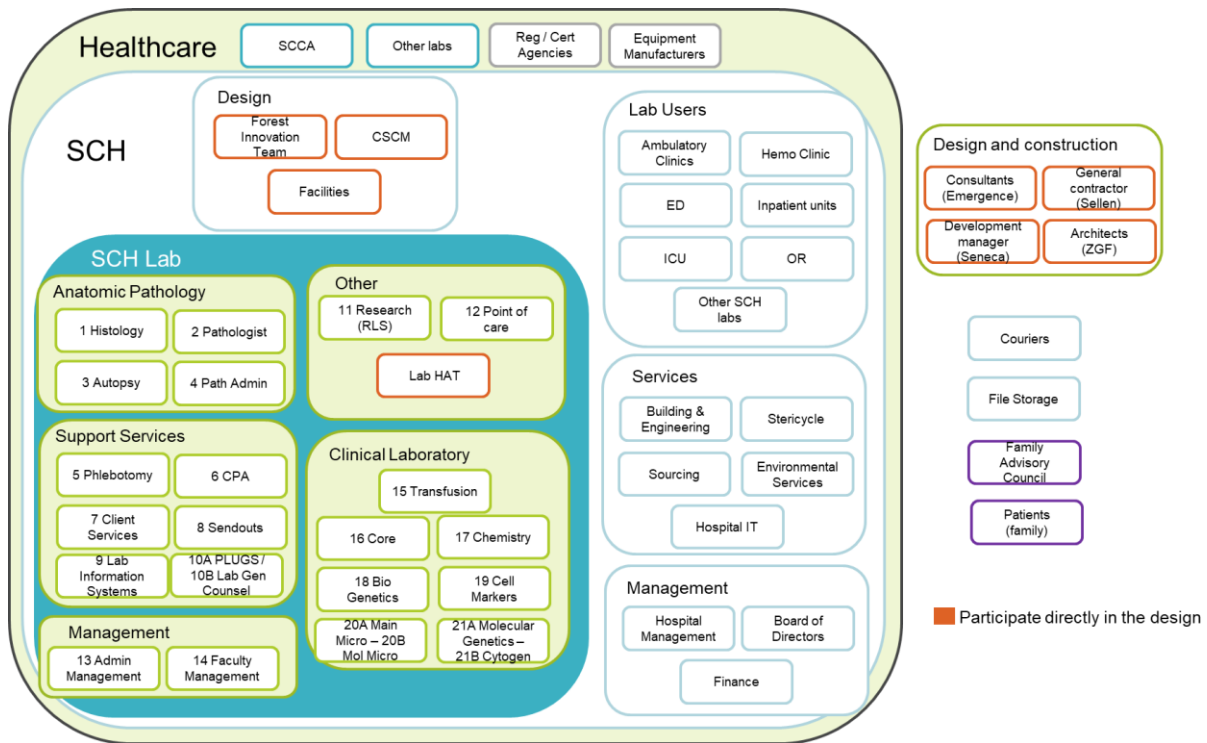 Healthcare
SCCA
Other labs
Reg / Cert
Agencies
Equipment
Manufacturers
SCH
Design
Forest
Innovation
Team
CSCM
Facilities
SCH Lab
Anatomic Pathology
1 Histology
2 Pathologist
3 Autopsy
4 Path Admin
Other
11 Research
(RLS)
12 Point of
care
Lab HAT
Support Services
5 Phlebotomy
6 CPA
7 Client
Services
8 Sendouts
9 Lab
Information
Systems
10A PLUGS /
10B Lab Gen
Counsel
Clinical Laboratory
15 Transfusion
16 Core
17 Chemistry
18 Bio
Genetics
19 Cell
Markers
20A Main
Micro – 20B
Mol Micro
21A Molecular
Genetics –
21B Cytogen
Management
13 Admin
Management
14 Faculty
Management
Lab Users
Ambulatory
Clinics
Hemo Clinic
ED
Inpatient units
ICU
OR
Other SCH
labs
Services
Building &
Engineering
Stericycle
Sourcing
Environmental
Services
Hospital IT
Management
Hospital
Management
Board of
Directors
Finance
Design and construction
Consultants
(Emergence)
General
contractor
(Sellen)
Development
manager
(Seneca)
Architects
(ZGF)
Couriers
File Storage
Family
Advisory
Council
Patients
(family)
Participate directly in the design